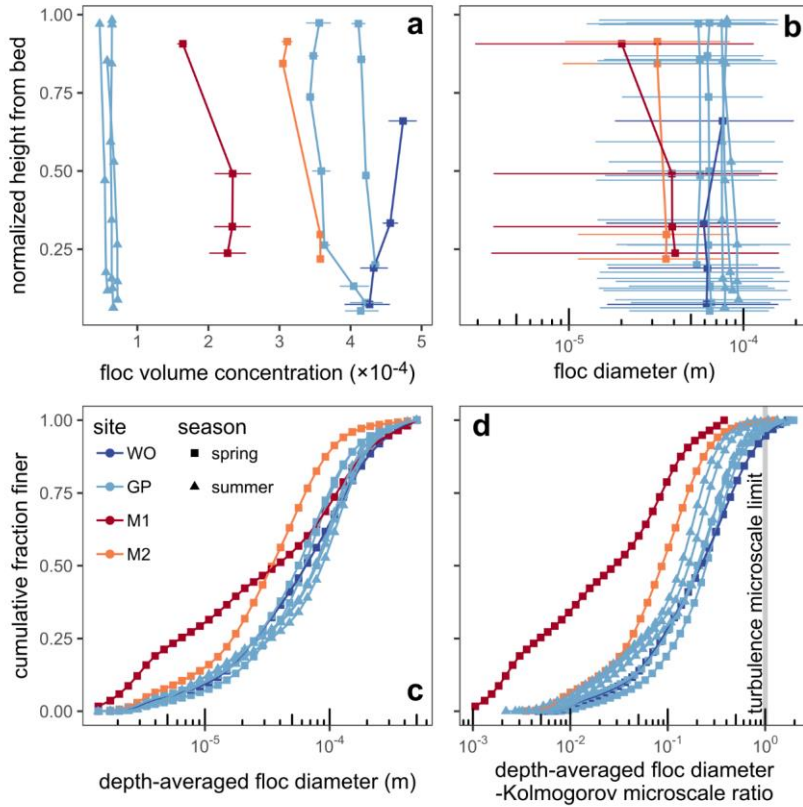 a
b
normalized height from bed
1.00
0.75
0.50
0.25
1
2
3
4
5
floc volume concentration (×10-4)
10-5
10-4
floc diameter (m)
cumulative fraction finer
1.00
0.75
0.50
0.25
0.00
site
season
WO
spring
GP
summer
M1
M2
c
10-5
10-4
depth-averaged floc diameter (m)
d
turbulence microscale limit
10-3
10-2
10-1
100
depth-averaged floc diameter
-Kolmogorov microscale ratio